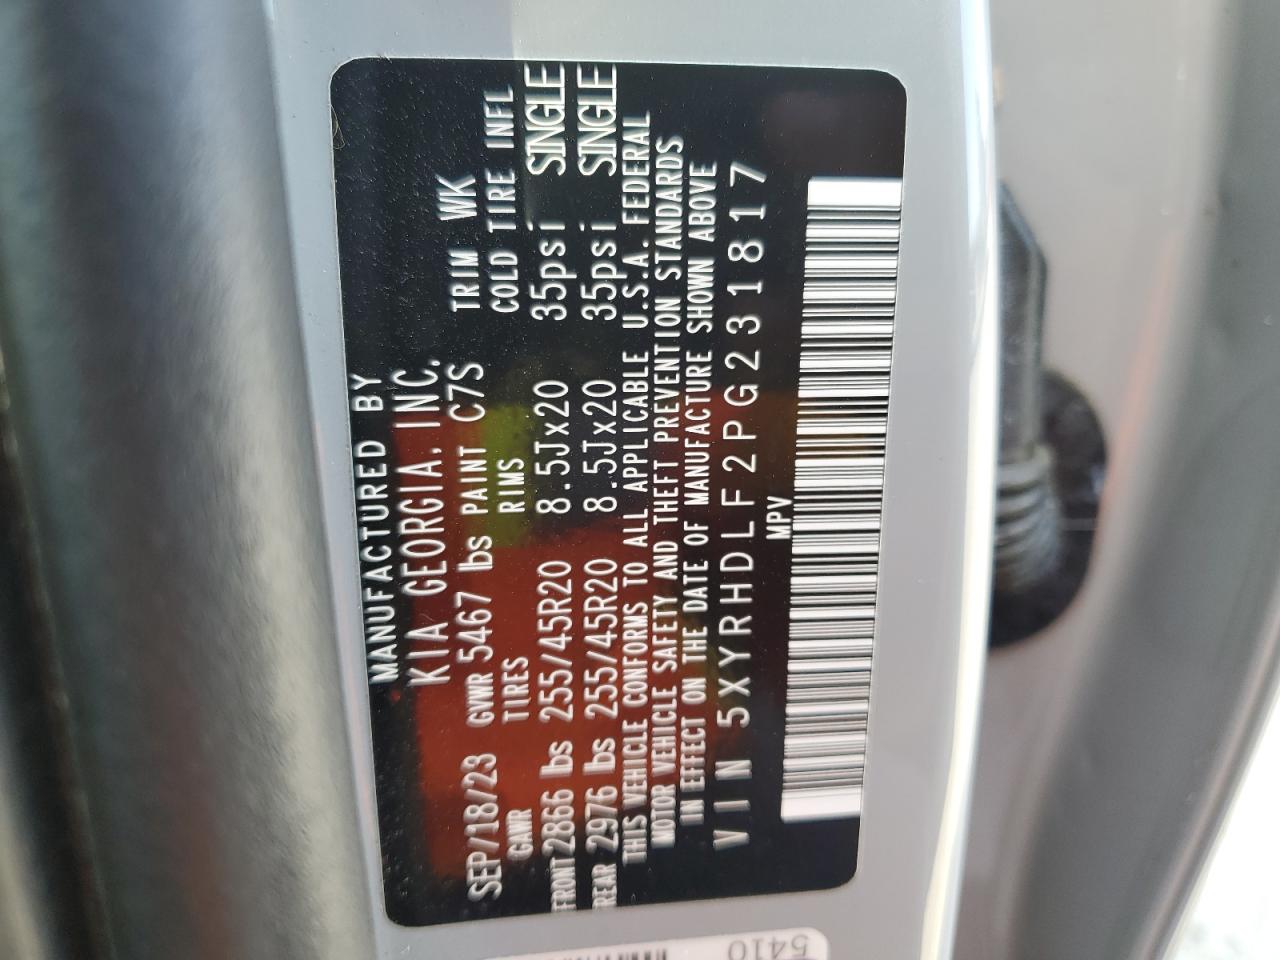 MANUFACTURED BY
KIA GEORGIA, INC.
SEP/18/23 GVWR 5467 lbs PAINT C7S TRIM WK
GAWR TIRES RIMS COLD TIRE INFL
FRONT 2866 lbs 255/45R20 8.5Jx20 35psi SINGLE
REAR 2976 lbs 255/45R20 8.5Jx20 35psi SINGLE
THIS VEHICLE CONFORMS TO ALL APPLICABLE U.S.A. FEDERAL
MOTOR VEHICLE SAFETY AND THEFT PREVENTION STANDARDS
IN EFFECT ON THE DATE OF MANUFACTURE SHOWN ABOVE
VIN 5XYRHDLF2PG231817
MPV
5410